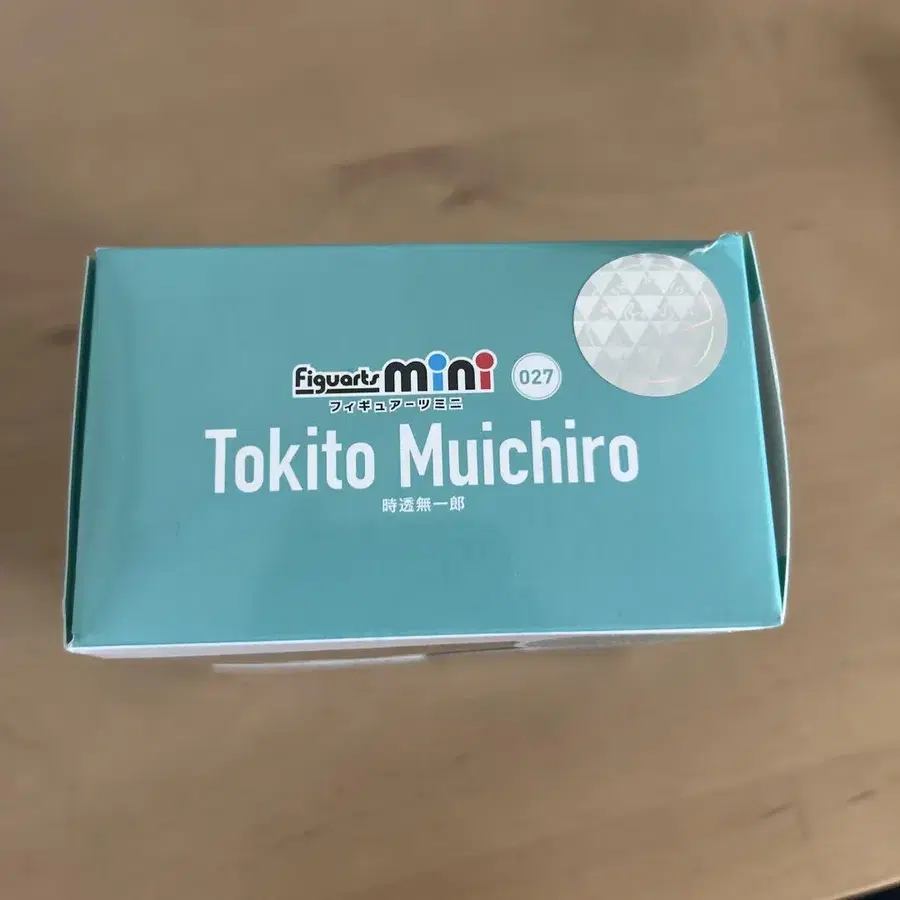 Figuarts mini 027
フィギュアーツミニ
Tokito Muichiro
時透無一郎